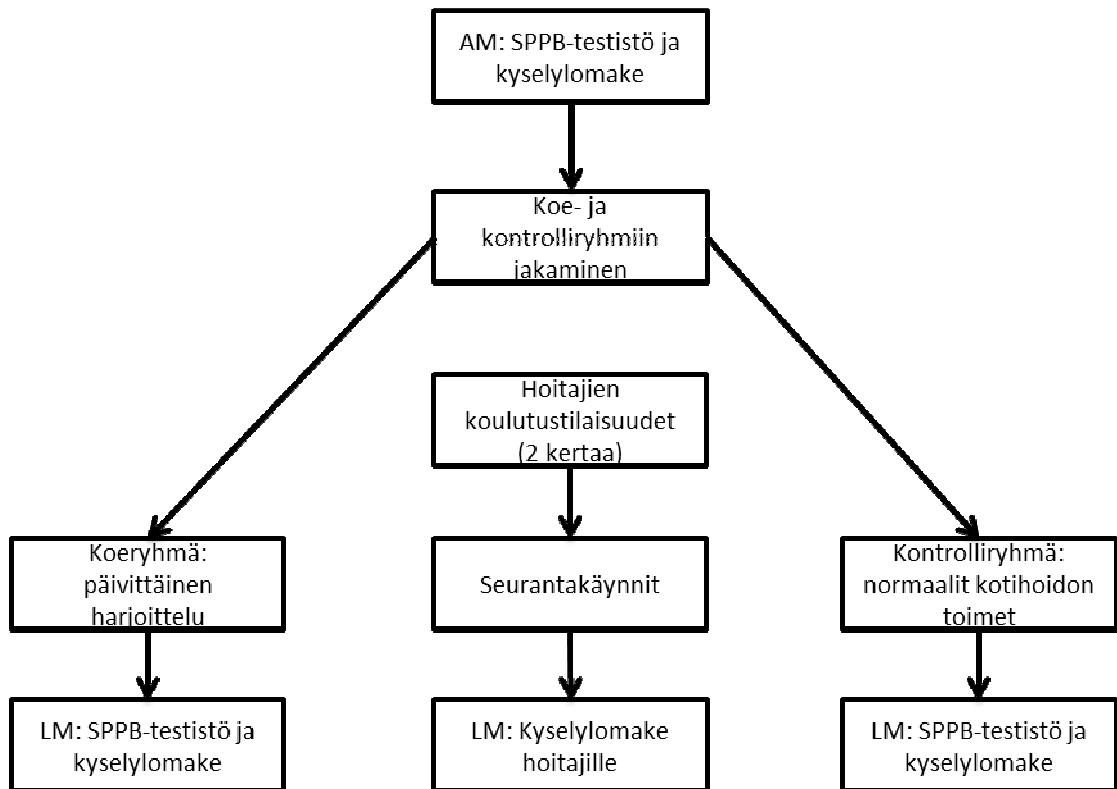 AM: SPPB-testistö ja
kyselylomake
Koe- ja
kontrolliryhmiin
jakaminen
Hoitajien
koulutustilaisuudet
(2 kertaa)
Koeryhmä:
päivittäinen
harjoittelu
Seurantakäynnit
Kontrolliryhmä:
normaalit kotihoidon
toimet
LM: SPPB-testistö ja
kyselylomake
LM: Kyselylomake
hoitajille
LM: SPPB-testistö ja
kyselylomake